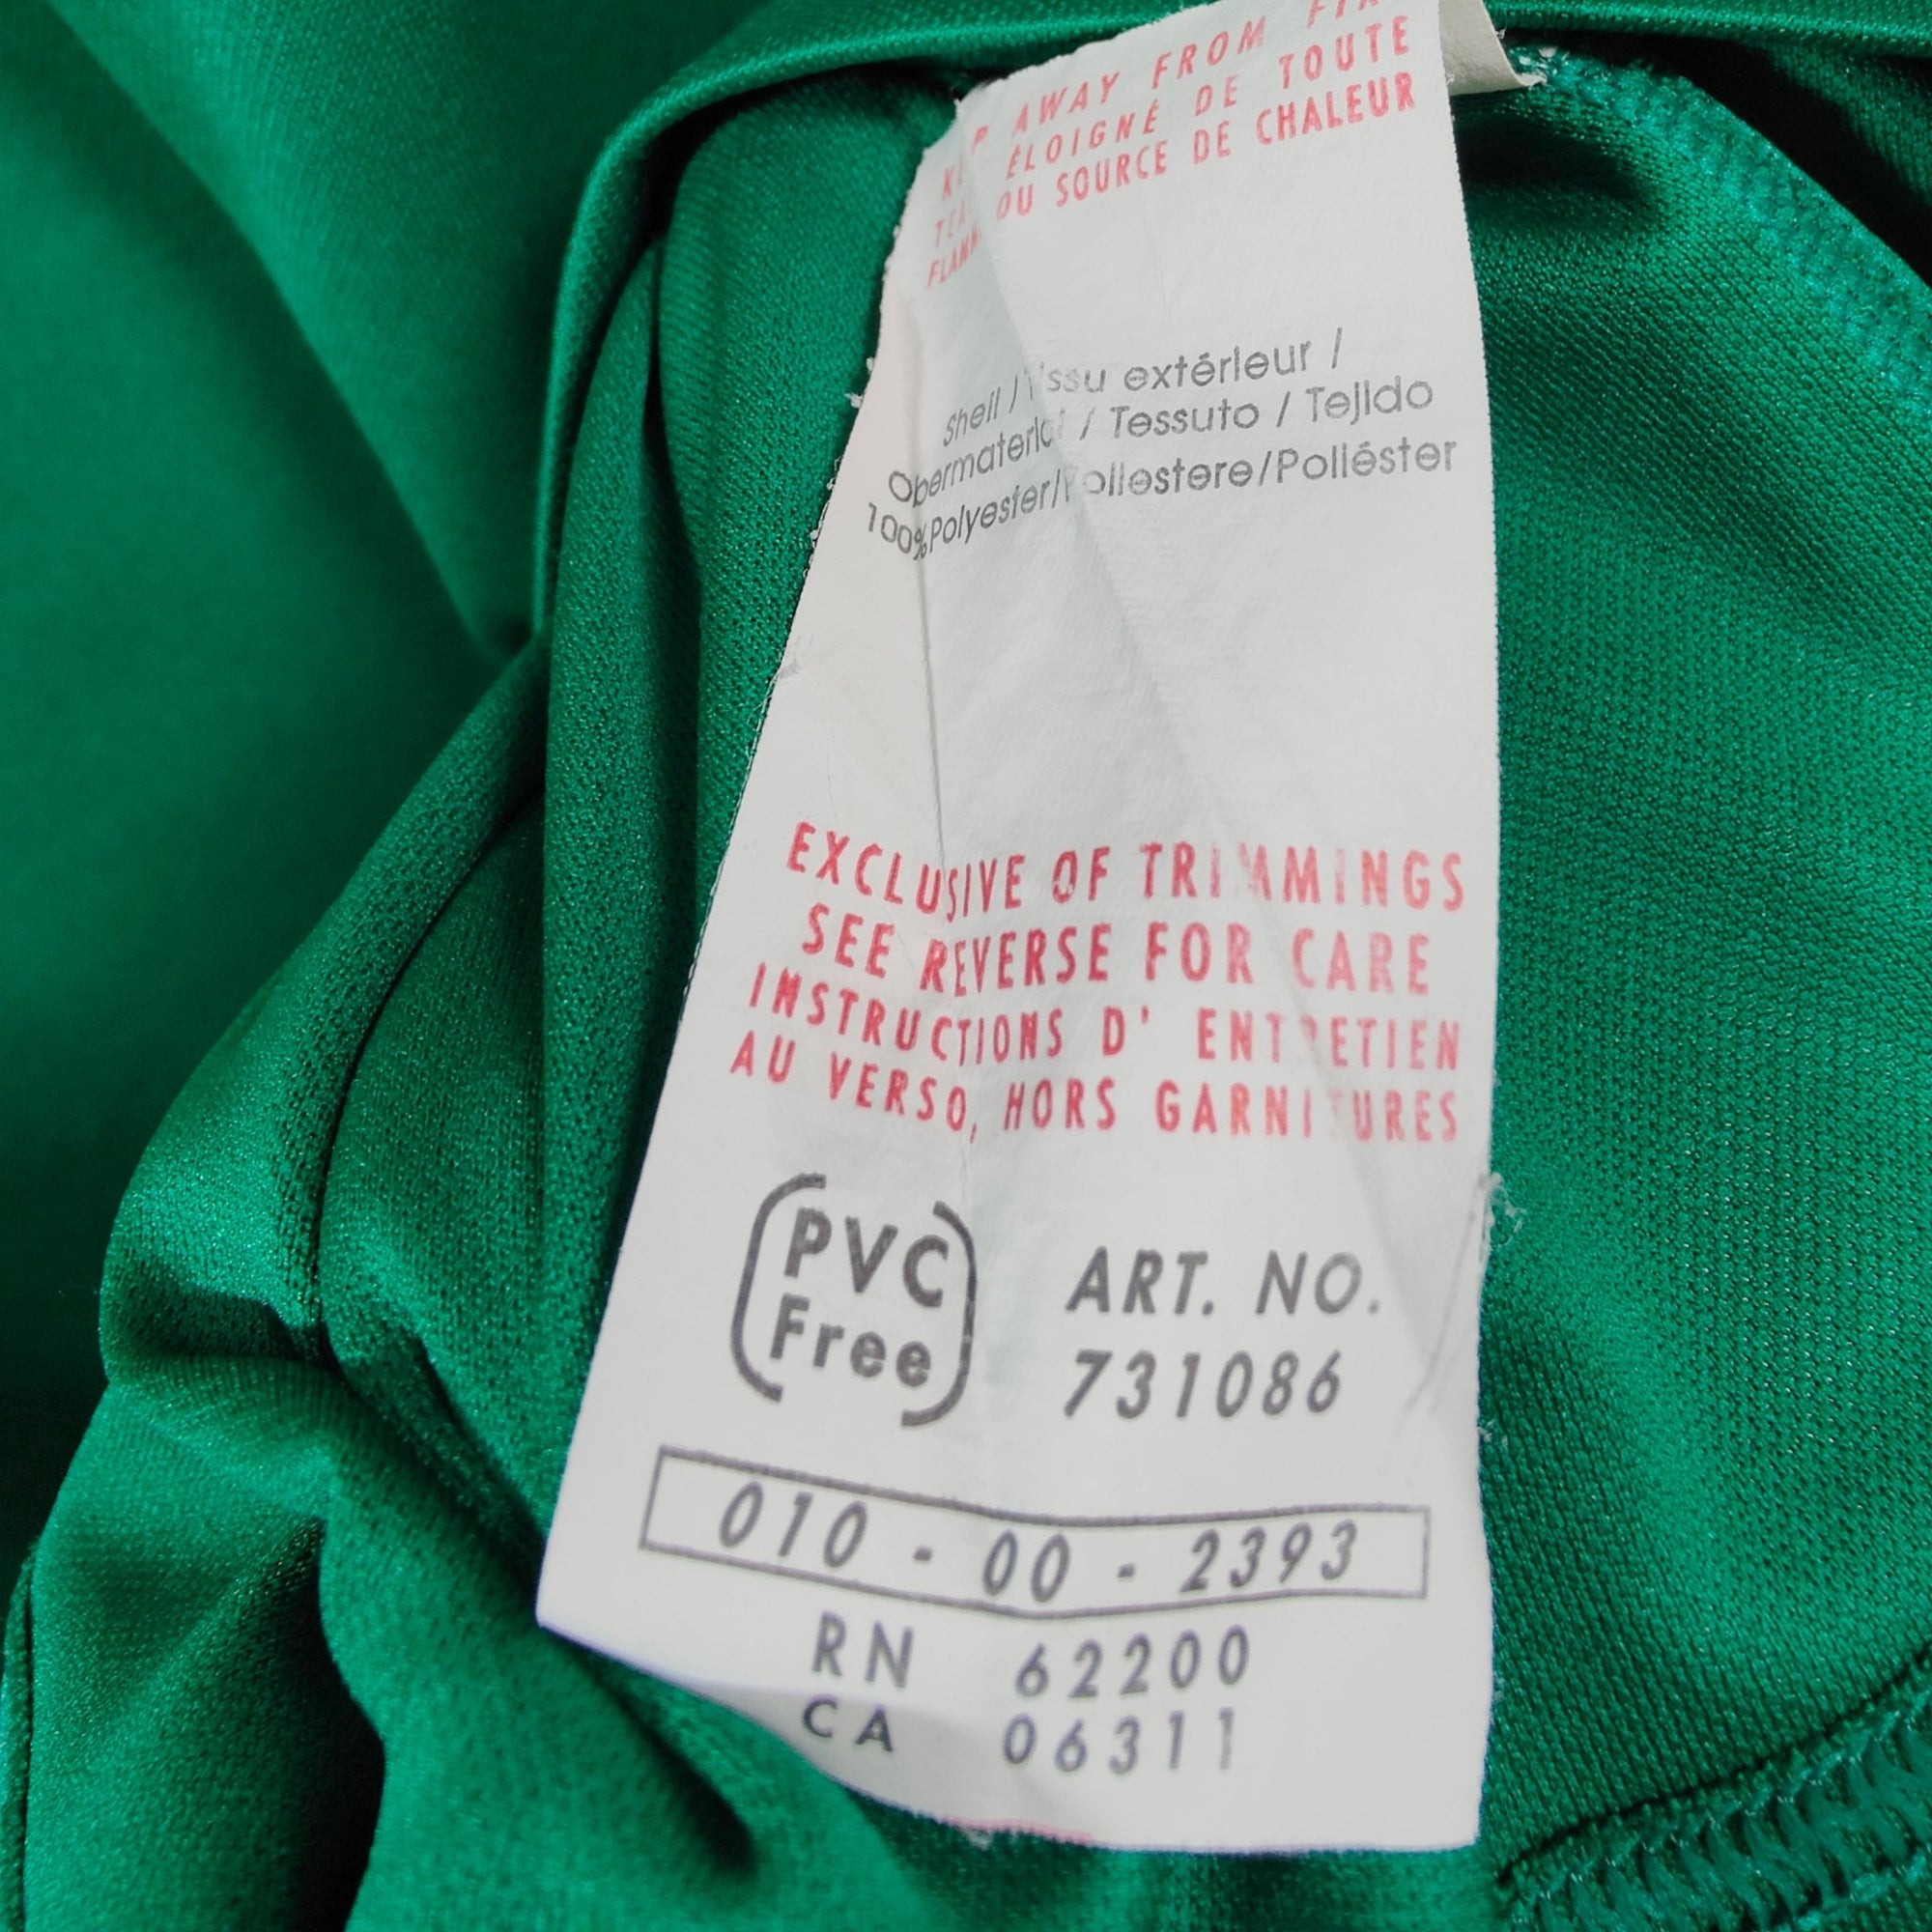 AWAY FROM
ÉLOIGNÉ DE TOUTE
OU SOURCE DE CHALEUR
Shell / Tissu extérieur /
Obermaterial / Tessuto / Tejido
100%Polyester/Poliestere/Poliéster
EXCLUSIVE OF TRIMMINGS
SEE REVERSE FOR CARE
INSTRUCTIONS D' ENTRETIEN
AU VERSO, HORS GARNITURES
PVC
Free
ART. NO.
731086
010 - 00 - 2393
RN 62200
CA 06311